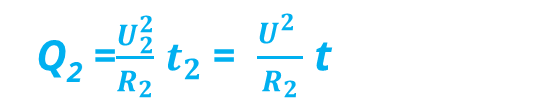 Q₂ = U₂²/R₂ t₂ = U²/R₂ t